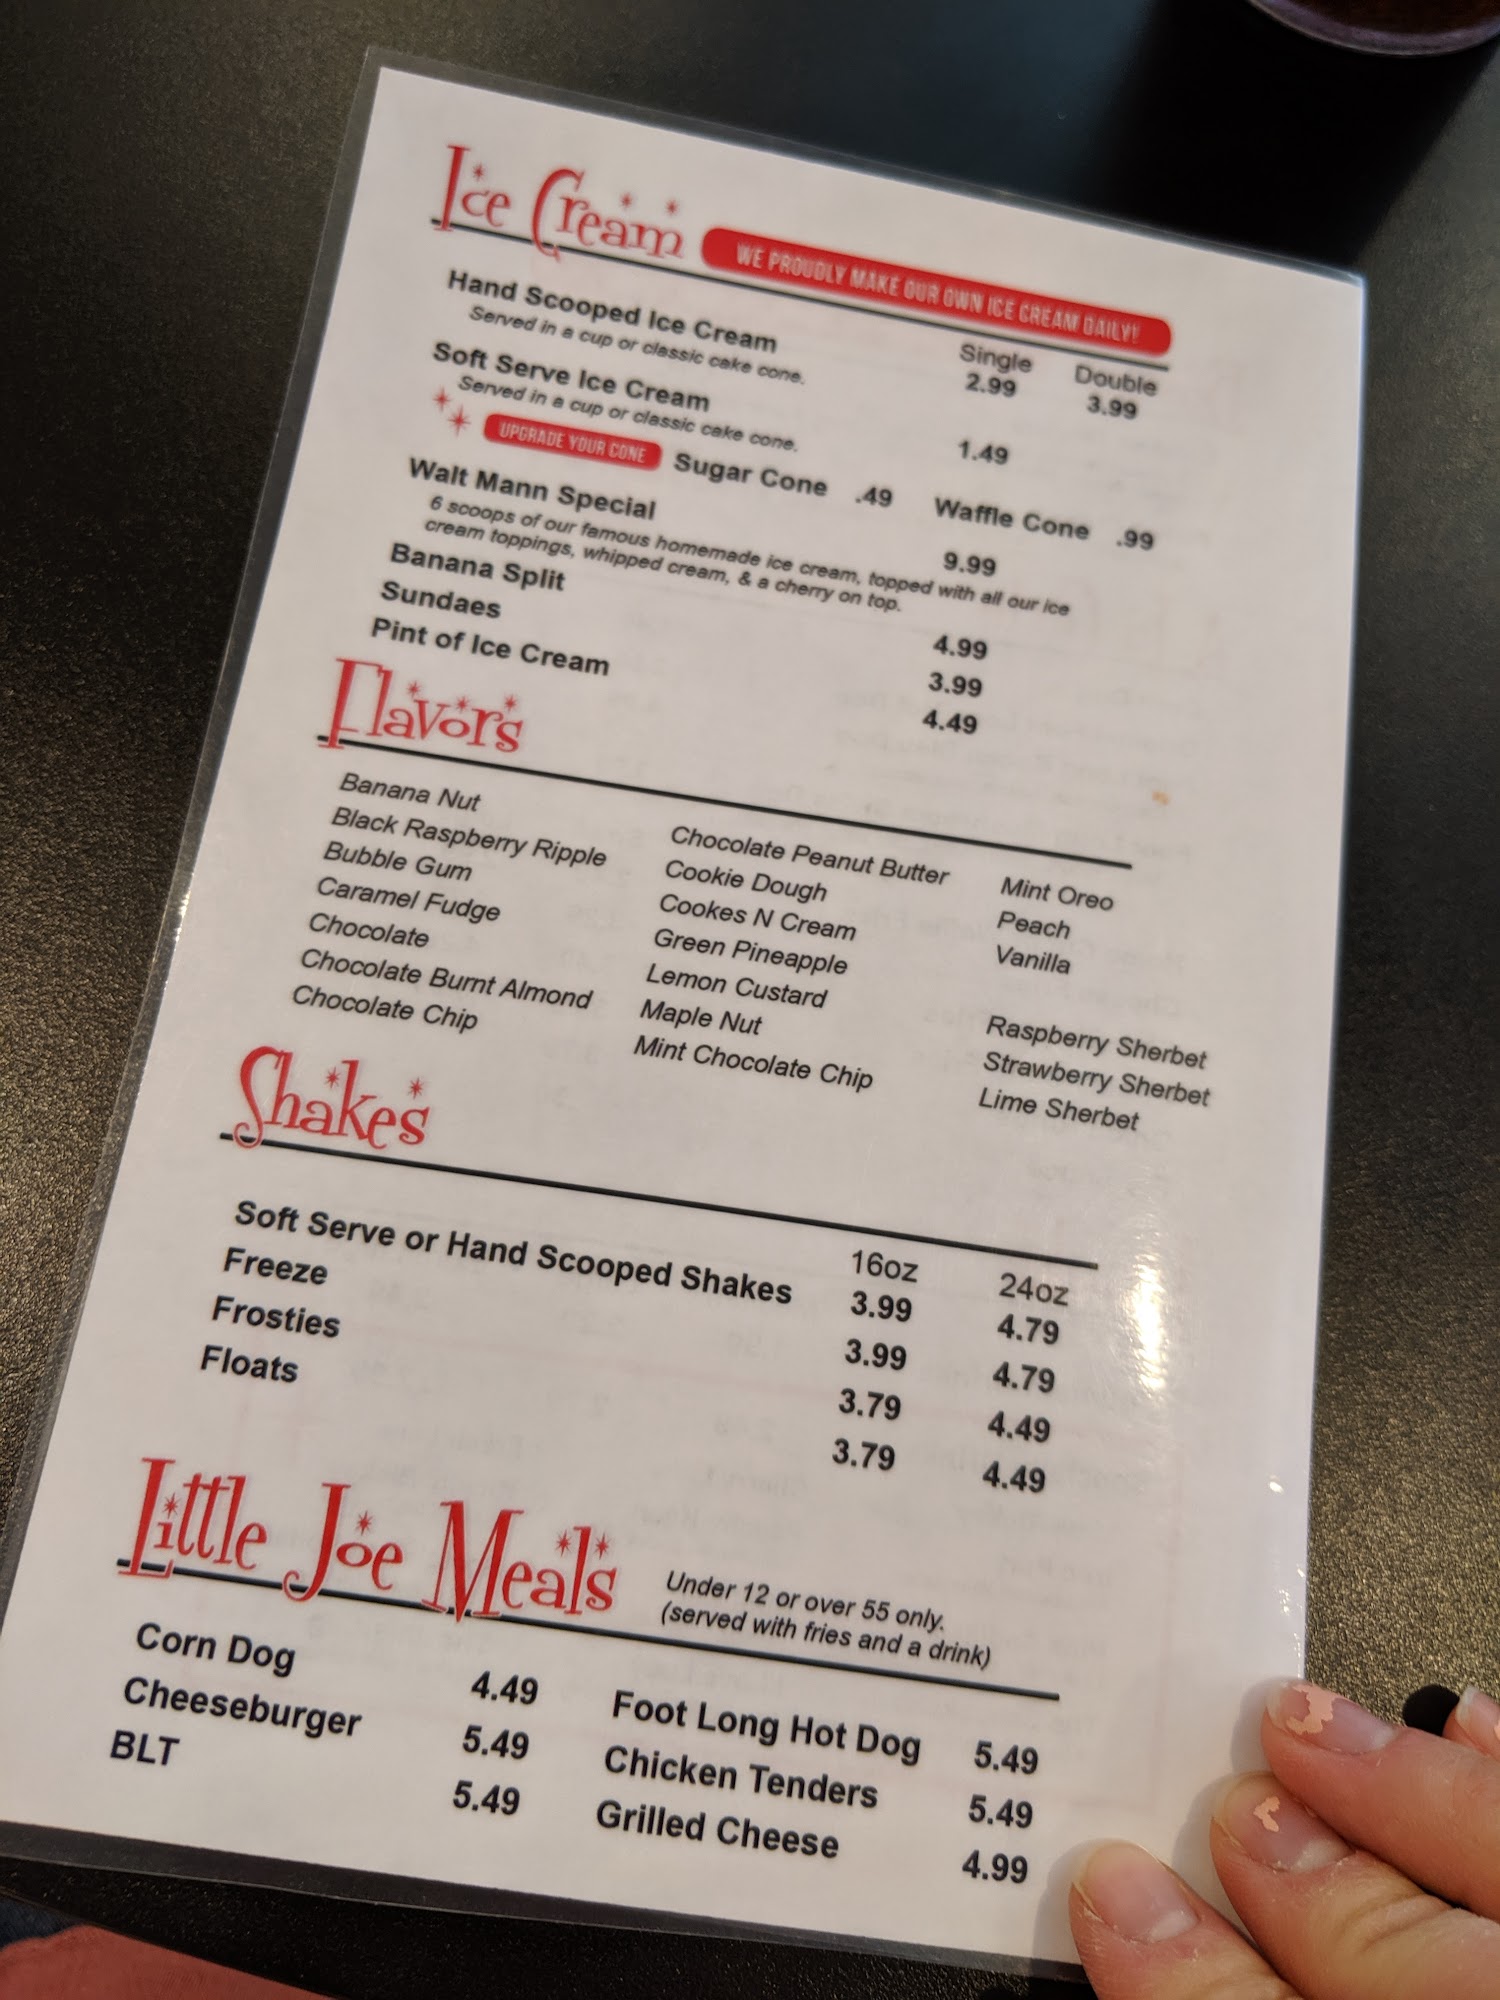 Ice Cream
WE PROUDLY MAKE OUR OWN ICE CREAM DAILY!
Single Double
Hand Scooped Ice Cream 2.99 3.99
Served in a cup or classic cake cone.
Soft Serve Ice Cream 1.49
Served in a cup or classic cake cone.
UPGRADE YOUR CONE Sugar Cone .49 Waffle Cone .99
Walt Mann Special 9.99
6 scoops of our famous homemade ice cream, topped with all our ice
cream toppings, whipped cream, & a cherry on top.
Banana Split 4.99
Sundaes 3.99
Pint of Ice Cream 4.49
Flavors
Banana Nut
Black Raspberry Ripple
Bubble Gum
Caramel Fudge
Chocolate
Chocolate Burnt Almond
Chocolate Chip
Chocolate Peanut Butter
Cookie Dough
Cookes N Cream
Green Pineapple
Lemon Custard
Maple Nut
Mint Chocolate Chip
Mint Oreo
Peach
Vanilla
Raspberry Sherbet
Strawberry Sherbet
Lime Sherbet
Shakes
16oz 24oz
Soft Serve or Hand Scooped Shakes 3.99 4.79
Freeze 3.99 4.79
Frosties 3.79 4.49
Floats 3.79 4.49
Little Joe Meals
Under 12 or over 55 only.
(served with fries and a drink)
Corn Dog 4.49
Cheeseburger 5.49
BLT 5.49
Foot Long Hot Dog 5.49
Chicken Tenders 5.49
Grilled Cheese 4.99